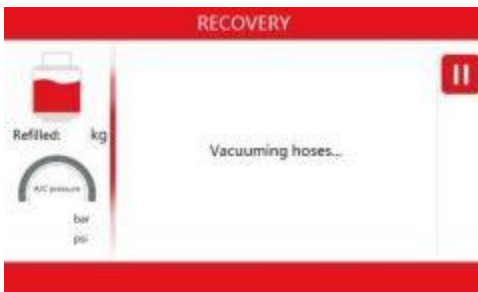 RECOVERY
Refilled: kg
A/C pressure
bar
psi
Vacuuming hoses...